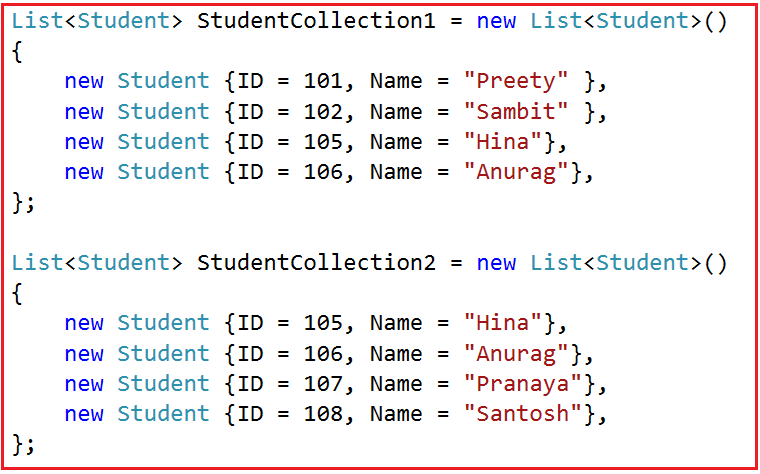 List<Student> StudentCollection1 = new List<Student>()
{
    new Student {ID = 101, Name = "Preety" },
    new Student {ID = 102, Name = "Sambit" },
    new Student {ID = 105, Name = "Hina"},
    new Student {ID = 106, Name = "Anurag"},
};

List<Student> StudentCollection2 = new List<Student>()
{
    new Student {ID = 105, Name = "Hina"},
    new Student {ID = 106, Name = "Anurag"},
    new Student {ID = 107, Name = "Pranaya"},
    new Student {ID = 108, Name = "Santosh"},
};